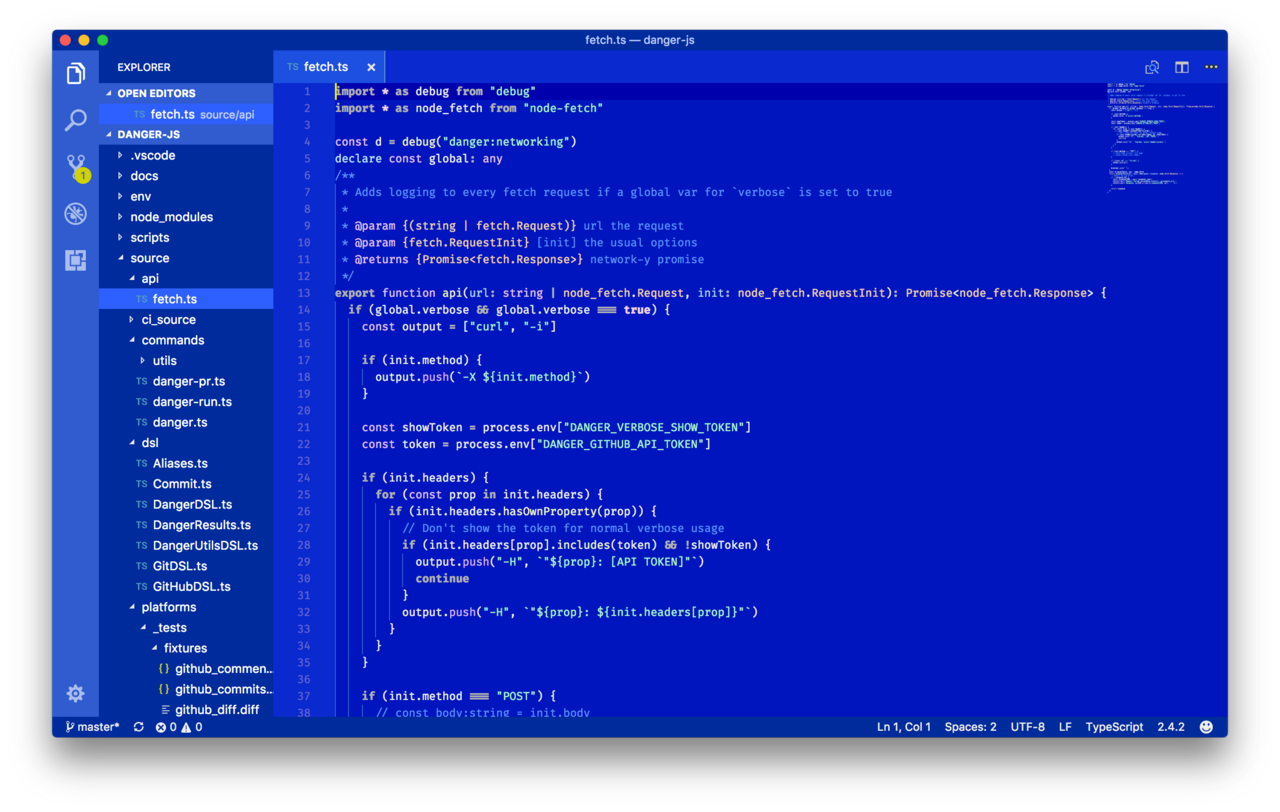 fetch.ts — danger-js
EXPLORER
OPEN EDITORS
TS fetch.ts source/api
DANGER-JS
.vscode
docs
env
node_modules
scripts
source
api
TS fetch.ts
ci_source
commands
utils
TS danger-pr.ts
TS danger-run.ts
TS danger.ts
dsl
TS Aliases.ts
TS Commit.ts
TS DangerDSL.ts
TS DangerResults.ts
TS DangerUtilsDSL.ts
TS GitDSL.ts
TS GitHubDSL.ts
platforms
_tests
fixtures
{} github_commen...
{} github_commits...
github_diff.diff
1
TS fetch.ts ×
1 import * as debug from "debug"
2 import * as node_fetch from "node-fetch"
3
4 const d = debug("danger:networking")
5 declare const global: any
6 /**
7 * Adds logging to every fetch request if a global var for `verbose` is set to true
8 *
9 * @param {(string | fetch.Request)} url the request
10 * @param {fetch.RequestInit} [init] the usual options
11 * @returns {Promise<fetch.Response>} network-y promise
12 */
13 export function api(url: string | node_fetch.Request, init: node_fetch.RequestInit): Promise<node_fetch.Response> {
14 if (global.verbose && global.verbose === true) {
15 const output = ["curl", "-i"]
16
17 if (init.method) {
18 output.push(`-X ${init.method}`)
19 }
20
21 const showToken = process.env["DANGER_VERBOSE_SHOW_TOKEN"]
22 const token = process.env["DANGER_GITHUB_API_TOKEN"]
23
24 if (init.headers) {
25 for (const prop in init.headers) {
26 if (init.headers.hasOwnProperty(prop)) {
27 // Don't show the token for normal verbose usage
28 if (init.headers[prop].includes(token) && !showToken) {
29 output.push("-H", `"${prop}: [API TOKEN]"`)
30 continue
31 }
32 output.push("-H", `"${prop}: ${init.headers[prop]}"`)
33 }
34 }
35 }
36
37 if (init.method === "POST") {
38 // const body:string = init.body
master* 0 0
Ln 1, Col 1 Spaces: 2 UTF-8 LF TypeScript 2.4.2